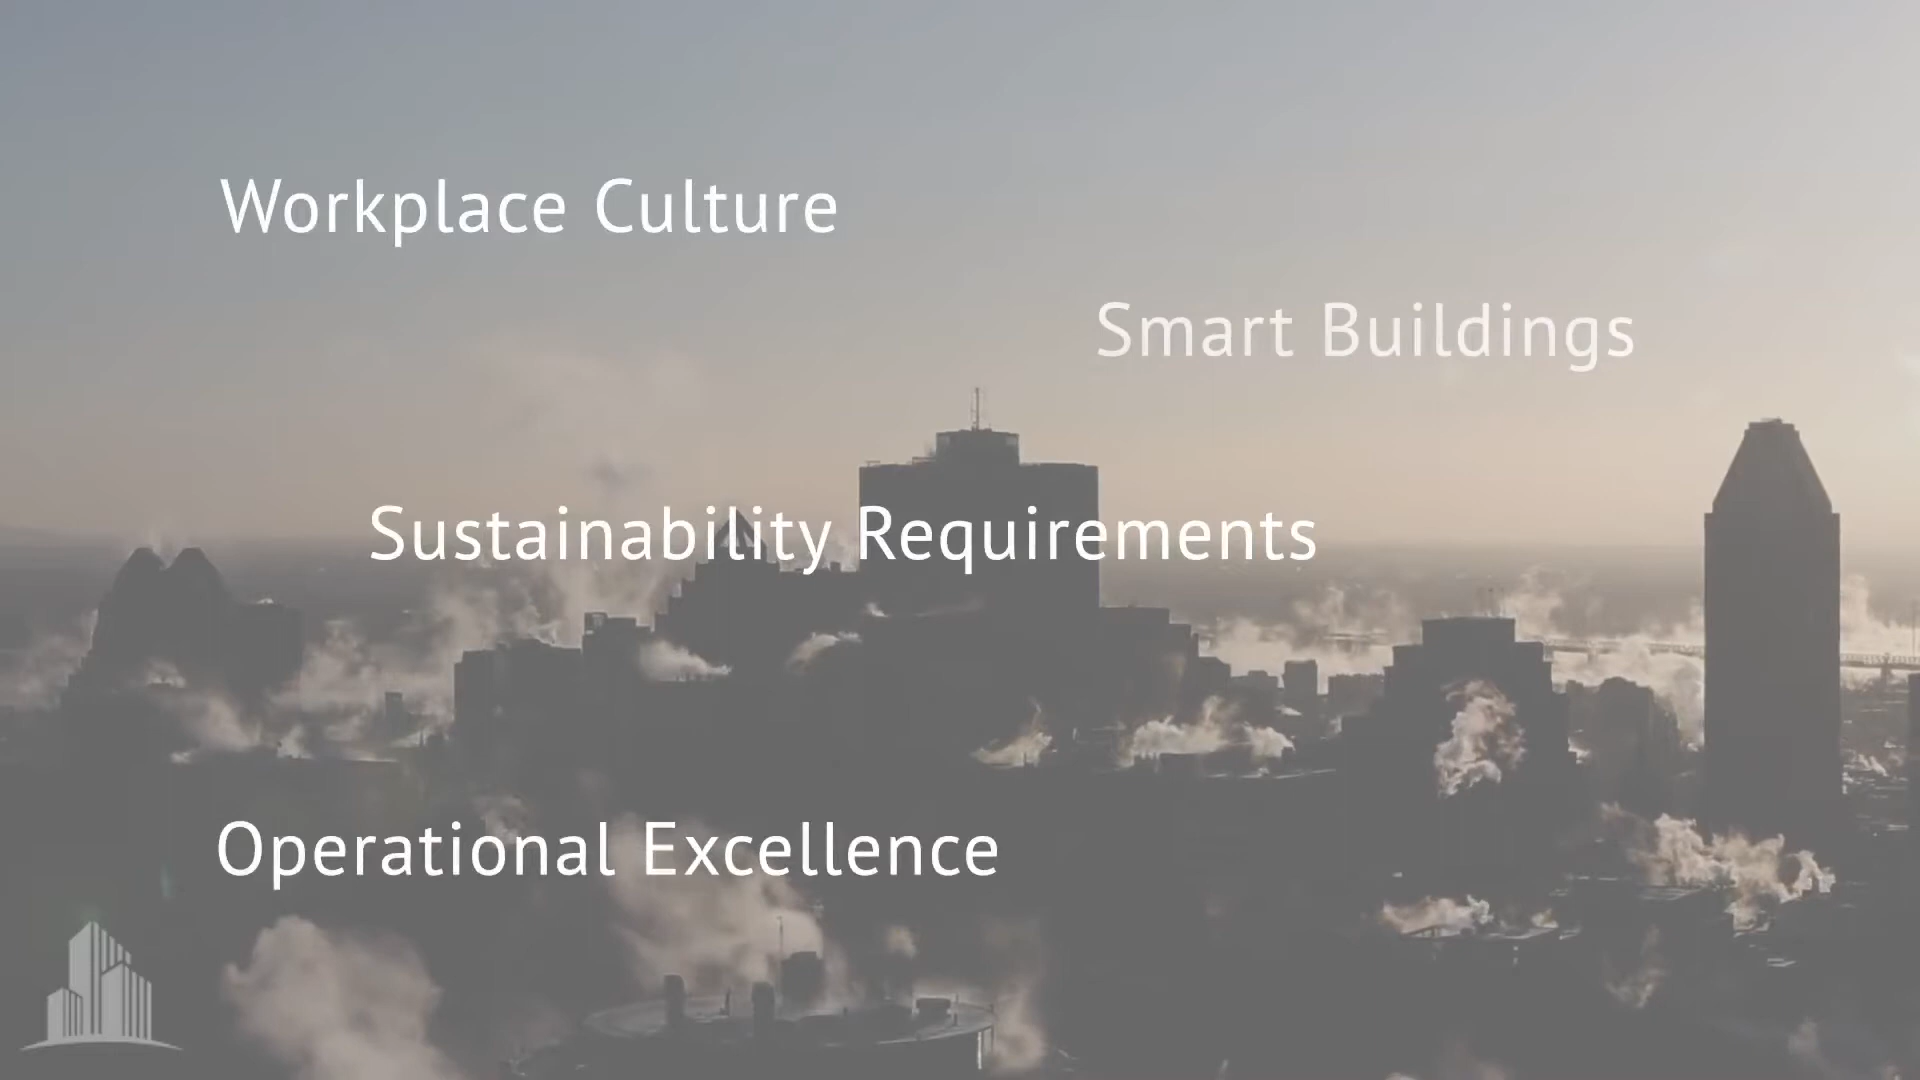 Workplace Culture
Smart Buildings
Sustainability Requirements
Operational Excellence